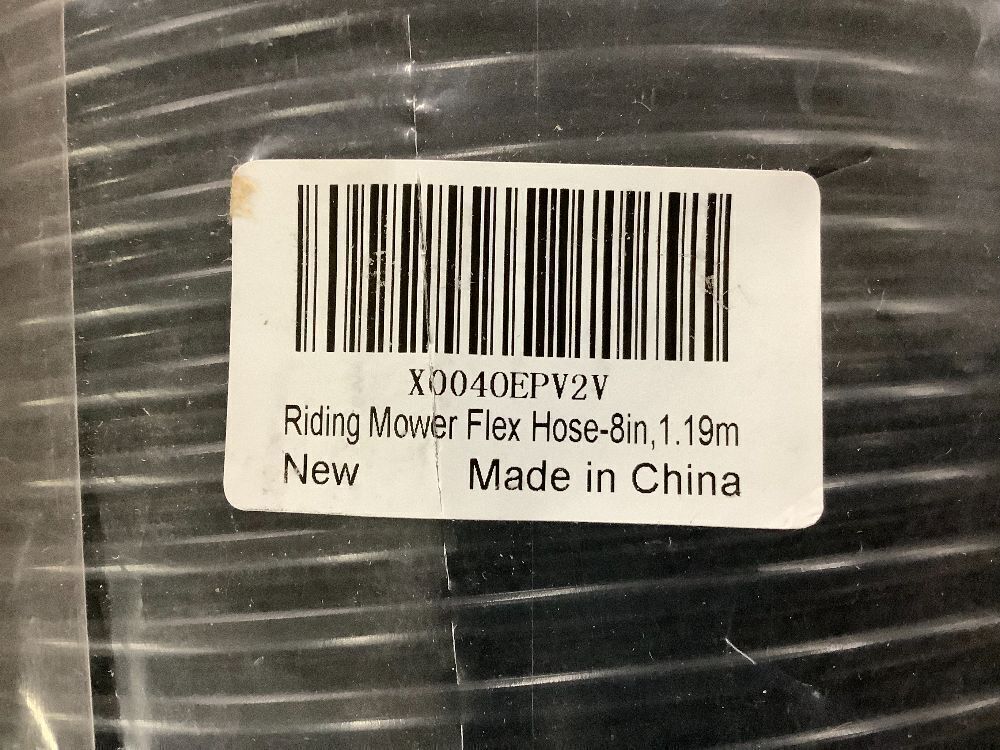 X0040EPV2V
Riding Mower Flex Hose-8in,1.19m
New Made in China